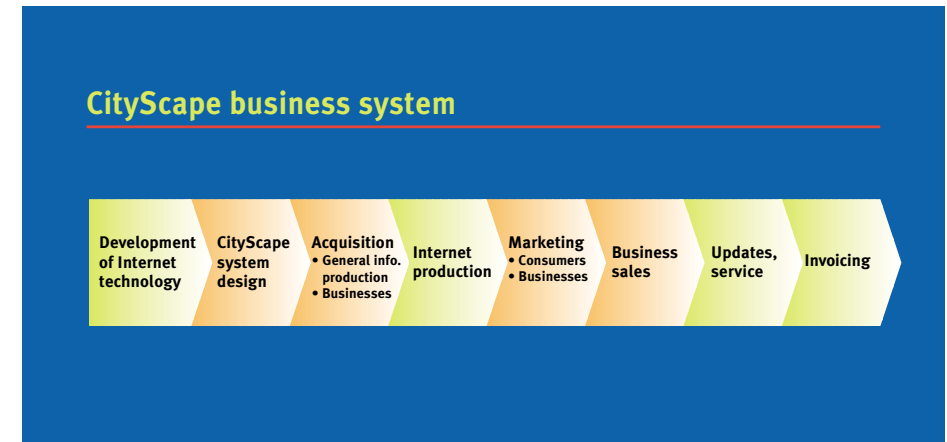 CityScape business system
Development
of Internet
technology
CityScape
system
design
Acquisition
• General info.
production
• Businesses
Internet
production
Marketing
• Consumers
• Businesses
Business
sales
Updates,
service
Invoicing